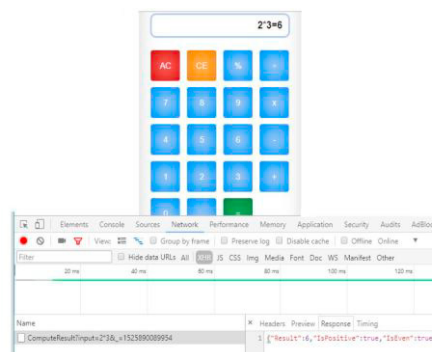 2*3=6
AC CE % ÷
7 8 9 x
4 5 6 -
1 2 3 +
Elements Console Sources Network Performance Memory Application Security Audits AdBloc
View: Group by frame Preserve log Disable cache Offline Online
Filter Hide data URLs All XHR JS CSS Img Media Font Doc WS Manifest Other
20 ms 40 ms 60 ms 80 ms 100 ms 120 ms
Name
Headers Preview Response Timing
ComputeResult?input=2*3&_=1525890089954
1 {"Result":6,"IsPositive":true,"IsEven":true